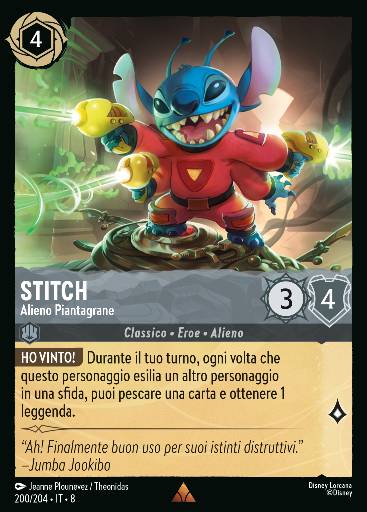 4
STITCH
Alieno Piantagrane
3
4
Classico • Eroe • Alieno
HO VINTO! Durante il tuo turno, ogni volta che
questo personaggio esilia un altro personaggio
in una sfida, puoi pescare una carta e ottenere 1
leggenda.
“Ah! Finalmente buon uso per suoi istinti distruttivi.”
–Jumba Jookibo
Jeanne Plounevez / Theonidas
200/204 • IT • 8
Disney Lorcana
©Disney